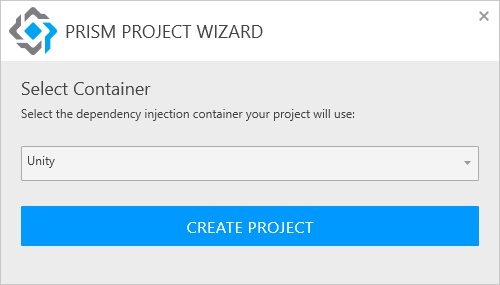 PRISM PROJECT WIZARD
Select Container
Select the dependency injection container your project will use:
Unity
CREATE PROJECT